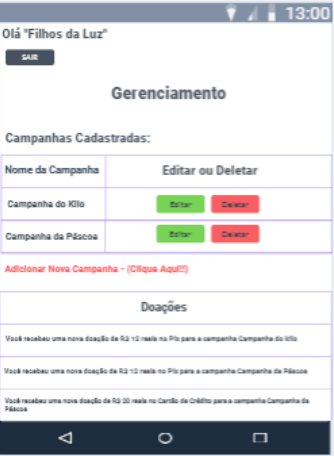 13:00
Olá "Filhos da Luz"
SAIR
Gerenciamento
Campanhas Cadastradas:
Nome da Campanha Editar ou Deletar
Campanha do Kilo Editar Deletar
Campanha da Páscoa Editar Deletar
Adicionar Nova Campanha - (Clique Aqui!!)
Doações
Você recebeu uma nova doação de R$ 12 reais no Pix para a campanha Campanha do kilo
Você recebeu uma nova doação de R$ 12 reais no Pix para a campanha Campanha da Páscoa
Você recebeu uma nova doação de R$ 20 reais no Cartão de Crédito para a campanha Campanha da
Páscoa